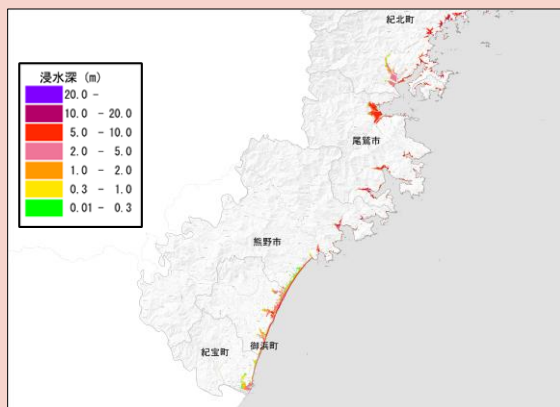 紀北町
浸水深 (m)
20.0 -
10.0 - 20.0
5.0 - 10.0
2.0 - 5.0
1.0 - 2.0
0.3 - 1.0
0.01 - 0.3
尾鷲市
熊野市
御浜町
紀宝町